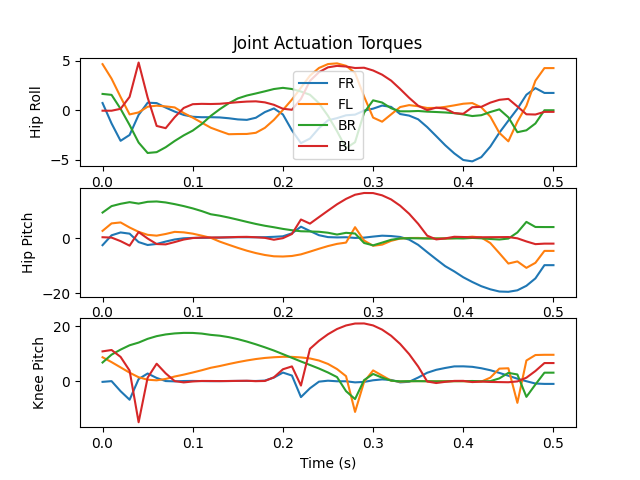 Joint Actuation Torques
Hip Roll
5
0
−5
FR
FL
BR
BL
0.0 0.1 0.2 0.3 0.4 0.5
Hip Pitch
0
−20
0.0 0.1 0.2 0.3 0.4 0.5
Knee Pitch
20
0
0.0 0.1 0.2 0.3 0.4 0.5
Time (s)